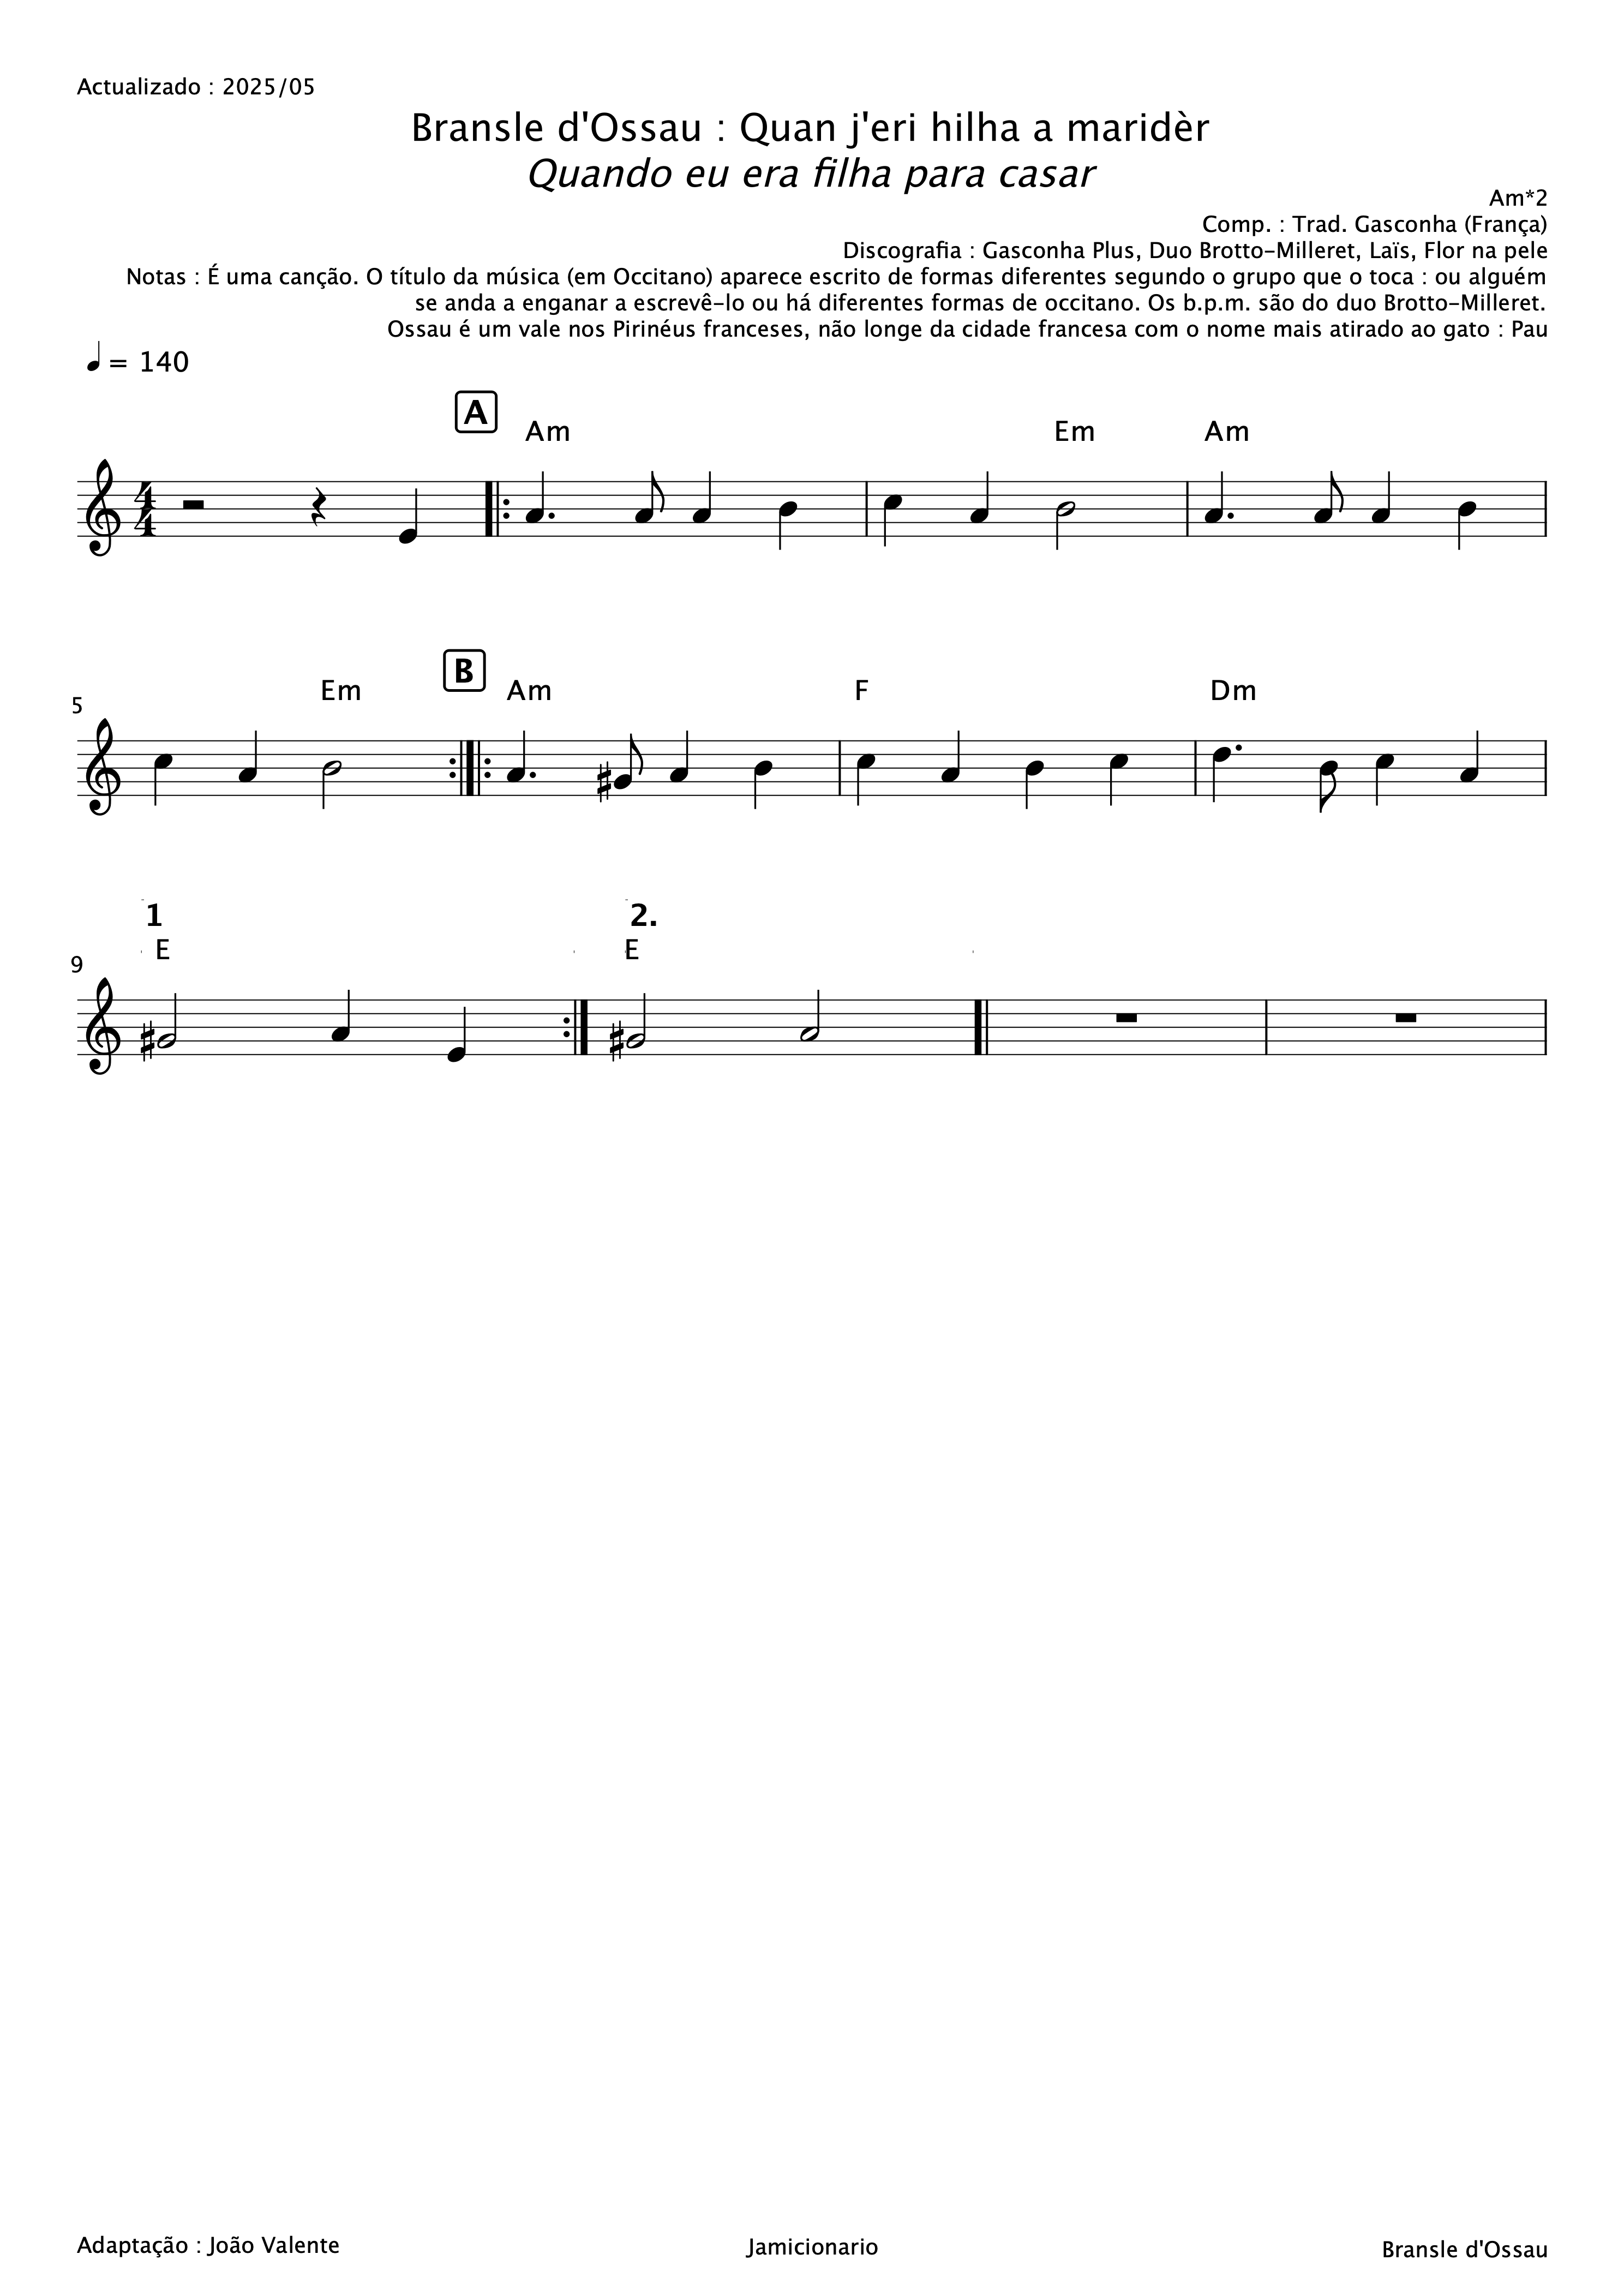 Actualizado : 2025/05
Bransle d'Ossau : Quan j'eri hilha a maridèr
Quando eu era filha para casar
Am*2
Comp. : Trad. Gasconha (França)
Discografia : Gasconha Plus, Duo Brotto-Milleret, Laïs, Flor na pele
Notas : É uma canção. O título da música (em Occitano) aparece escrito de formas diferentes segundo o grupo que o toca : ou alguém
se anda a enganar a escrevê-lo ou há diferentes formas de occitano. Os b.p.m. são do duo Brotto-Milleret.
Ossau é um vale nos Pirinéus franceses, não longe da cidade francesa com o nome mais atirado ao gato : Pau
= 140
A
Am Em Am
4
4
B
Em Am F Dm
5
1 2.
E E
9
Adaptação : João Valente Jamicionario Bransle d'Ossau